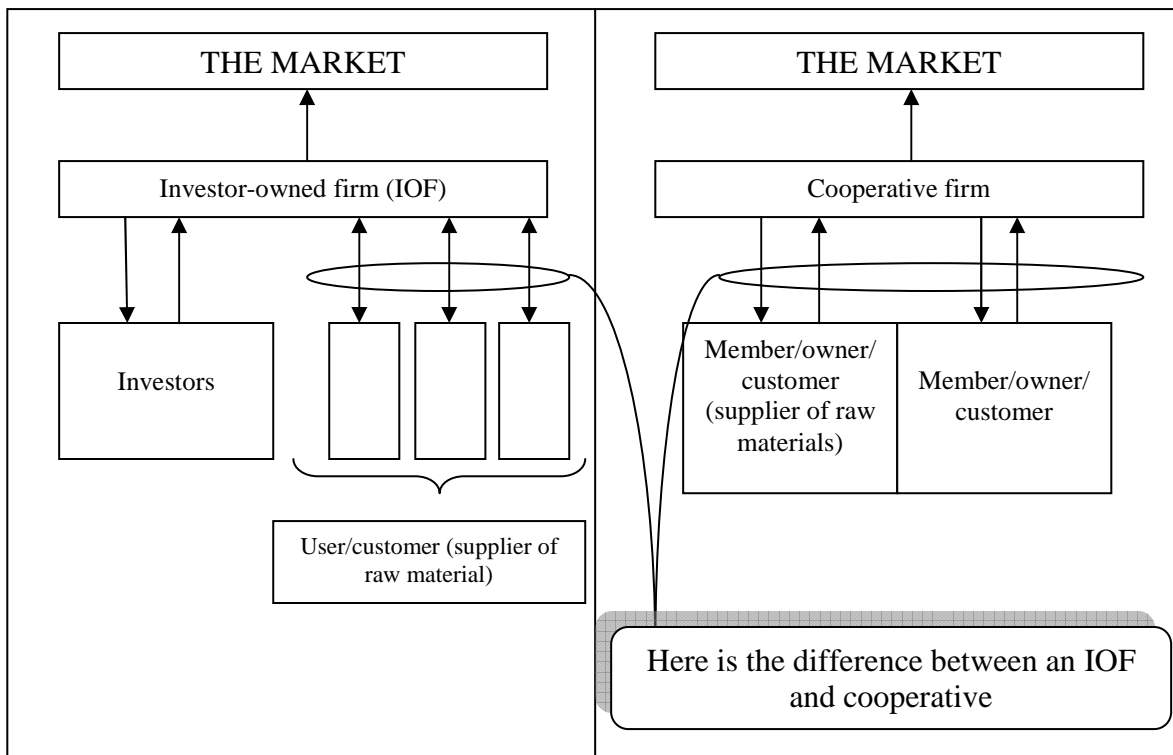 THE MARKET
Investor-owned firm (IOF)
Investors
User/customer (supplier of
raw material)
THE MARKET
Cooperative firm
Member/owner/
customer
(supplier of raw
materials)
Member/owner/
customer
Here is the difference between an IOF
and cooperative